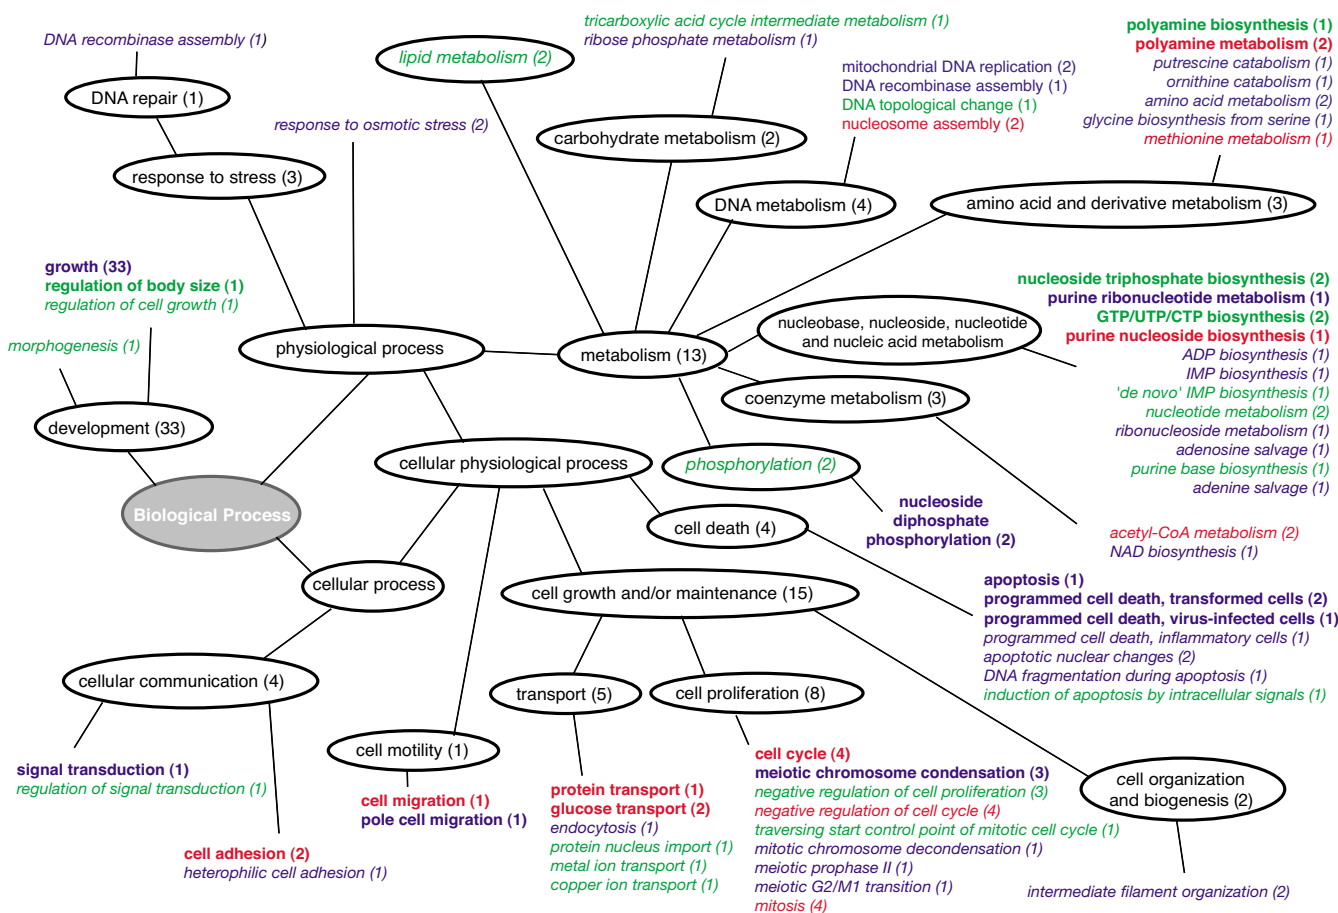 DNA recombinase assembly (1)
DNA repair (1)
response to osmotic stress (2)
response to stress (3)
lipid metabolism (2)
tricarboxylic acid cycle intermediate metabolism (1)
ribose phosphate metabolism (1)
carbohydrate metabolism (2)
mitochondrial DNA replication (2)
DNA recombinase assembly (1)
DNA topological change (1)
nucleosome assembly (2)
DNA metabolism (4)
polyamine biosynthesis (1)
polyamine metabolism (2)
putrescine catabolism (1)
ornithine catabolism (1)
amino acid metabolism (2)
glycine biosynthesis from serine (1)
methionine metabolism (1)
amino acid and derivative metabolism (3)
growth (33)
regulation of body size (1)
regulation of cell growth (1)
morphogenesis (1)
development (33)
physiological process
metabolism (13)
nucleobase, nucleoside, nucleotide
and nucleic acid metabolism
nucleoside triphosphate biosynthesis (2)
purine ribonucleotide metabolism (1)
GTP/UTP/CTP biosynthesis (2)
purine nucleoside biosynthesis (1)
ADP biosynthesis (1)
IMP biosynthesis (1)
'de novo' IMP biosynthesis (1)
nucleotide metabolism (2)
ribonucleoside metabolism (1)
adenosine salvage (1)
purine base biosynthesis (1)
adenine salvage (1)
coenzyme metabolism (3)
acetyl-CoA metabolism (2)
NAD biosynthesis (1)
phosphorylation (2)
nucleoside
diphosphate
phosphorylation (2)
cellular physiological process
Biological Process
cell death (4)
apoptosis (1)
programmed cell death, transformed cells (2)
programmed cell death, virus-infected cells (1)
programmed cell death, inflammatory cells (1)
apoptotic nuclear changes (2)
DNA fragmentation during apoptosis (1)
induction of apoptosis by intracellular signals (1)
cellular process
cell growth and/or maintenance (15)
cellular communication (4)
signal transduction (1)
regulation of signal transduction (1)
cell adhesion (2)
heterophilic cell adhesion (1)
cell motility (1)
cell migration (1)
pole cell migration (1)
transport (5)
protein transport (1)
glucose transport (2)
endocytosis (1)
protein nucleus import (1)
metal ion transport (1)
copper ion transport (1)
cell proliferation (8)
cell cycle (4)
meiotic chromosome condensation (3)
negative regulation of cell proliferation (3)
negative regulation of cell cycle (4)
traversing start control point of mitotic cell cycle (1)
mitotic chromosome decondensation (1)
meiotic prophase II (1)
meiotic G2/M1 transition (1)
mitosis (4)
cell organization
and biogenesis (2)
intermediate filament organization (2)